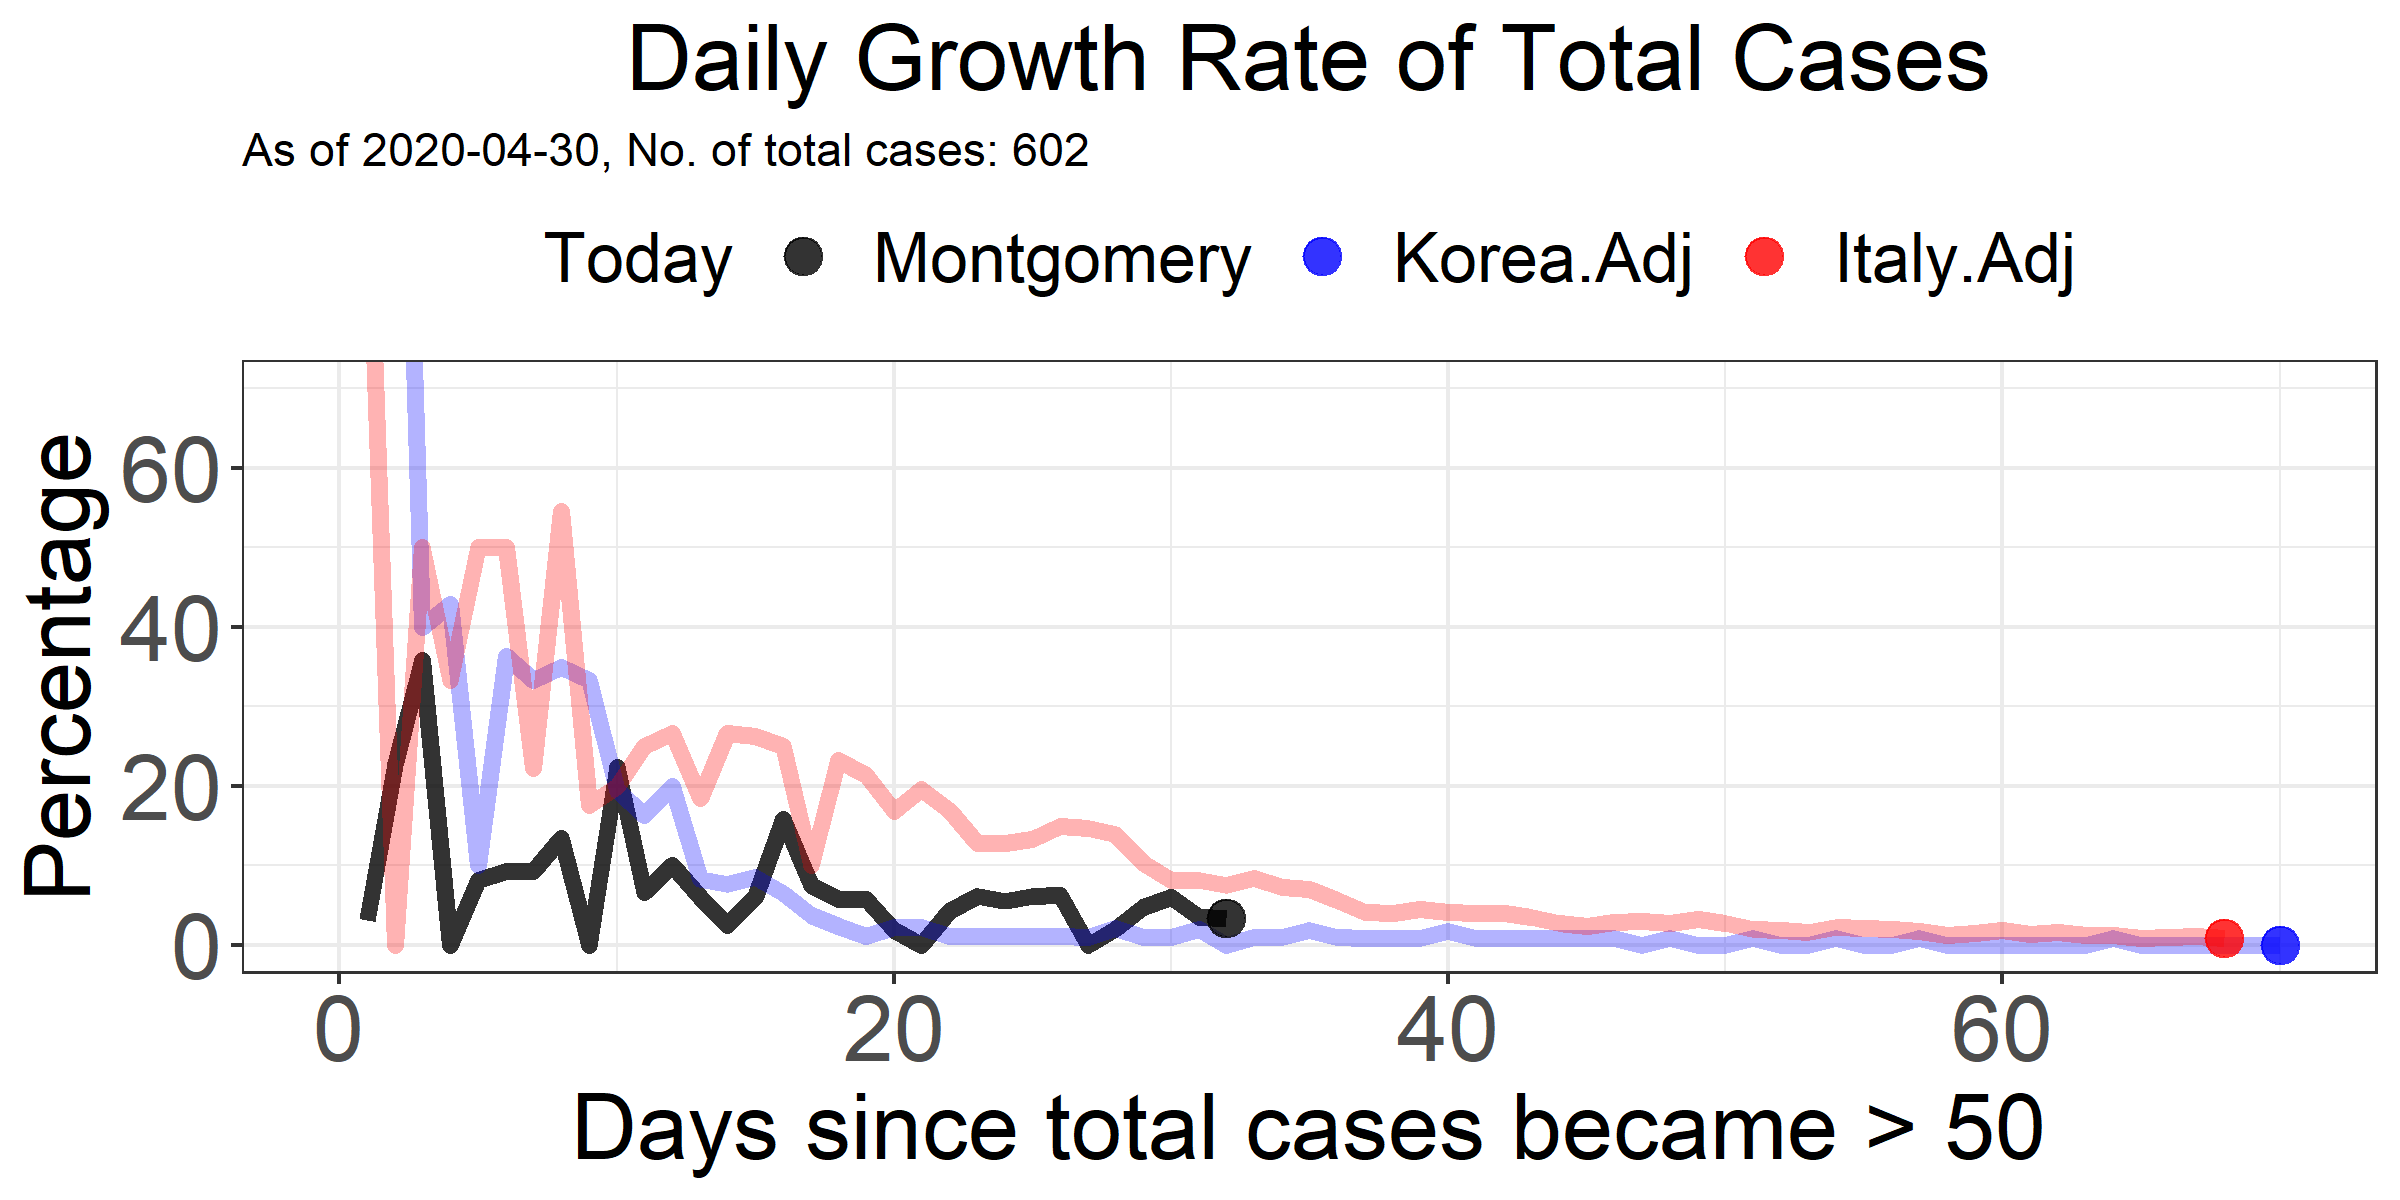 Daily Growth Rate of Total Cases
As of 2020-04-30, No. of total cases: 602
Today Montgomery Korea.Adj Italy.Adj
Percentage
60
40
20
0
0 20 40 60
Days since total cases became > 50